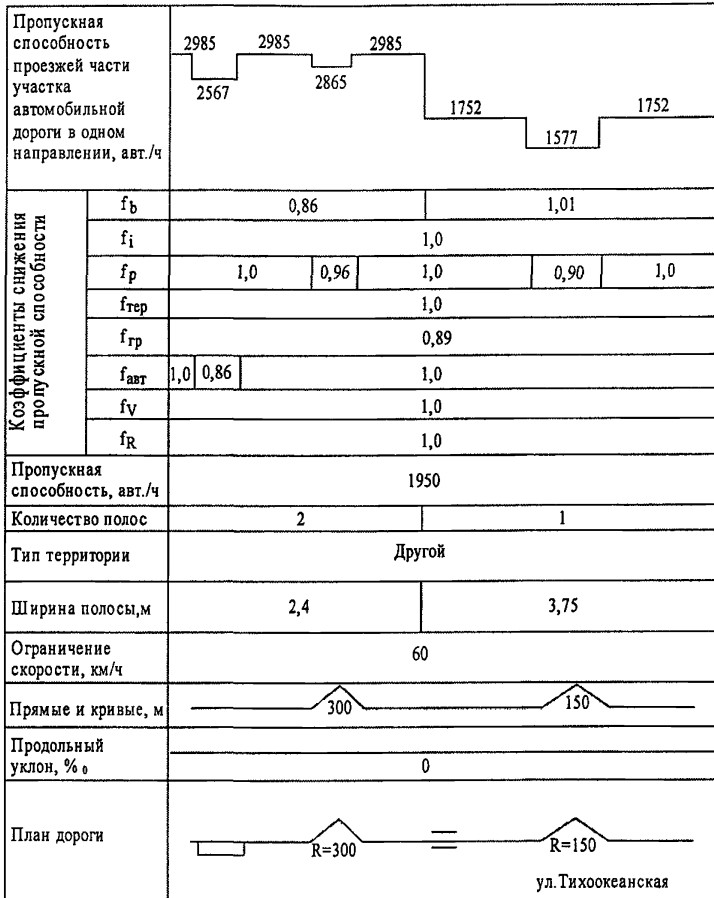 Пропускная
способность
проезжей части
участка
автомобильной
дороги в одном
направлении, авт./ч
2985 2985 2985
2567 2865
1752 1752
1577
Коэффициенты снижения
пропускной способности
f_b 0,86 1,01
f_i 1,0
f_p 1,0 0,96 1,0 0,90 1,0
f_тер 1,0
f_гр 0,89
f_авт 1,0 0,86 1,0
f_V 1,0
f_R 1,0
Пропускная
способность, авт./ч 1950
Количество полос 2 1
Тип территории Другой
Ширина полосы,м 2,4 3,75
Ограничение
скорости, км/ч 60
Прямые и кривые, м 300 150
Продольный
уклон, %₀ 0
План дороги R=300 R=150
ул.Тихоокеанская